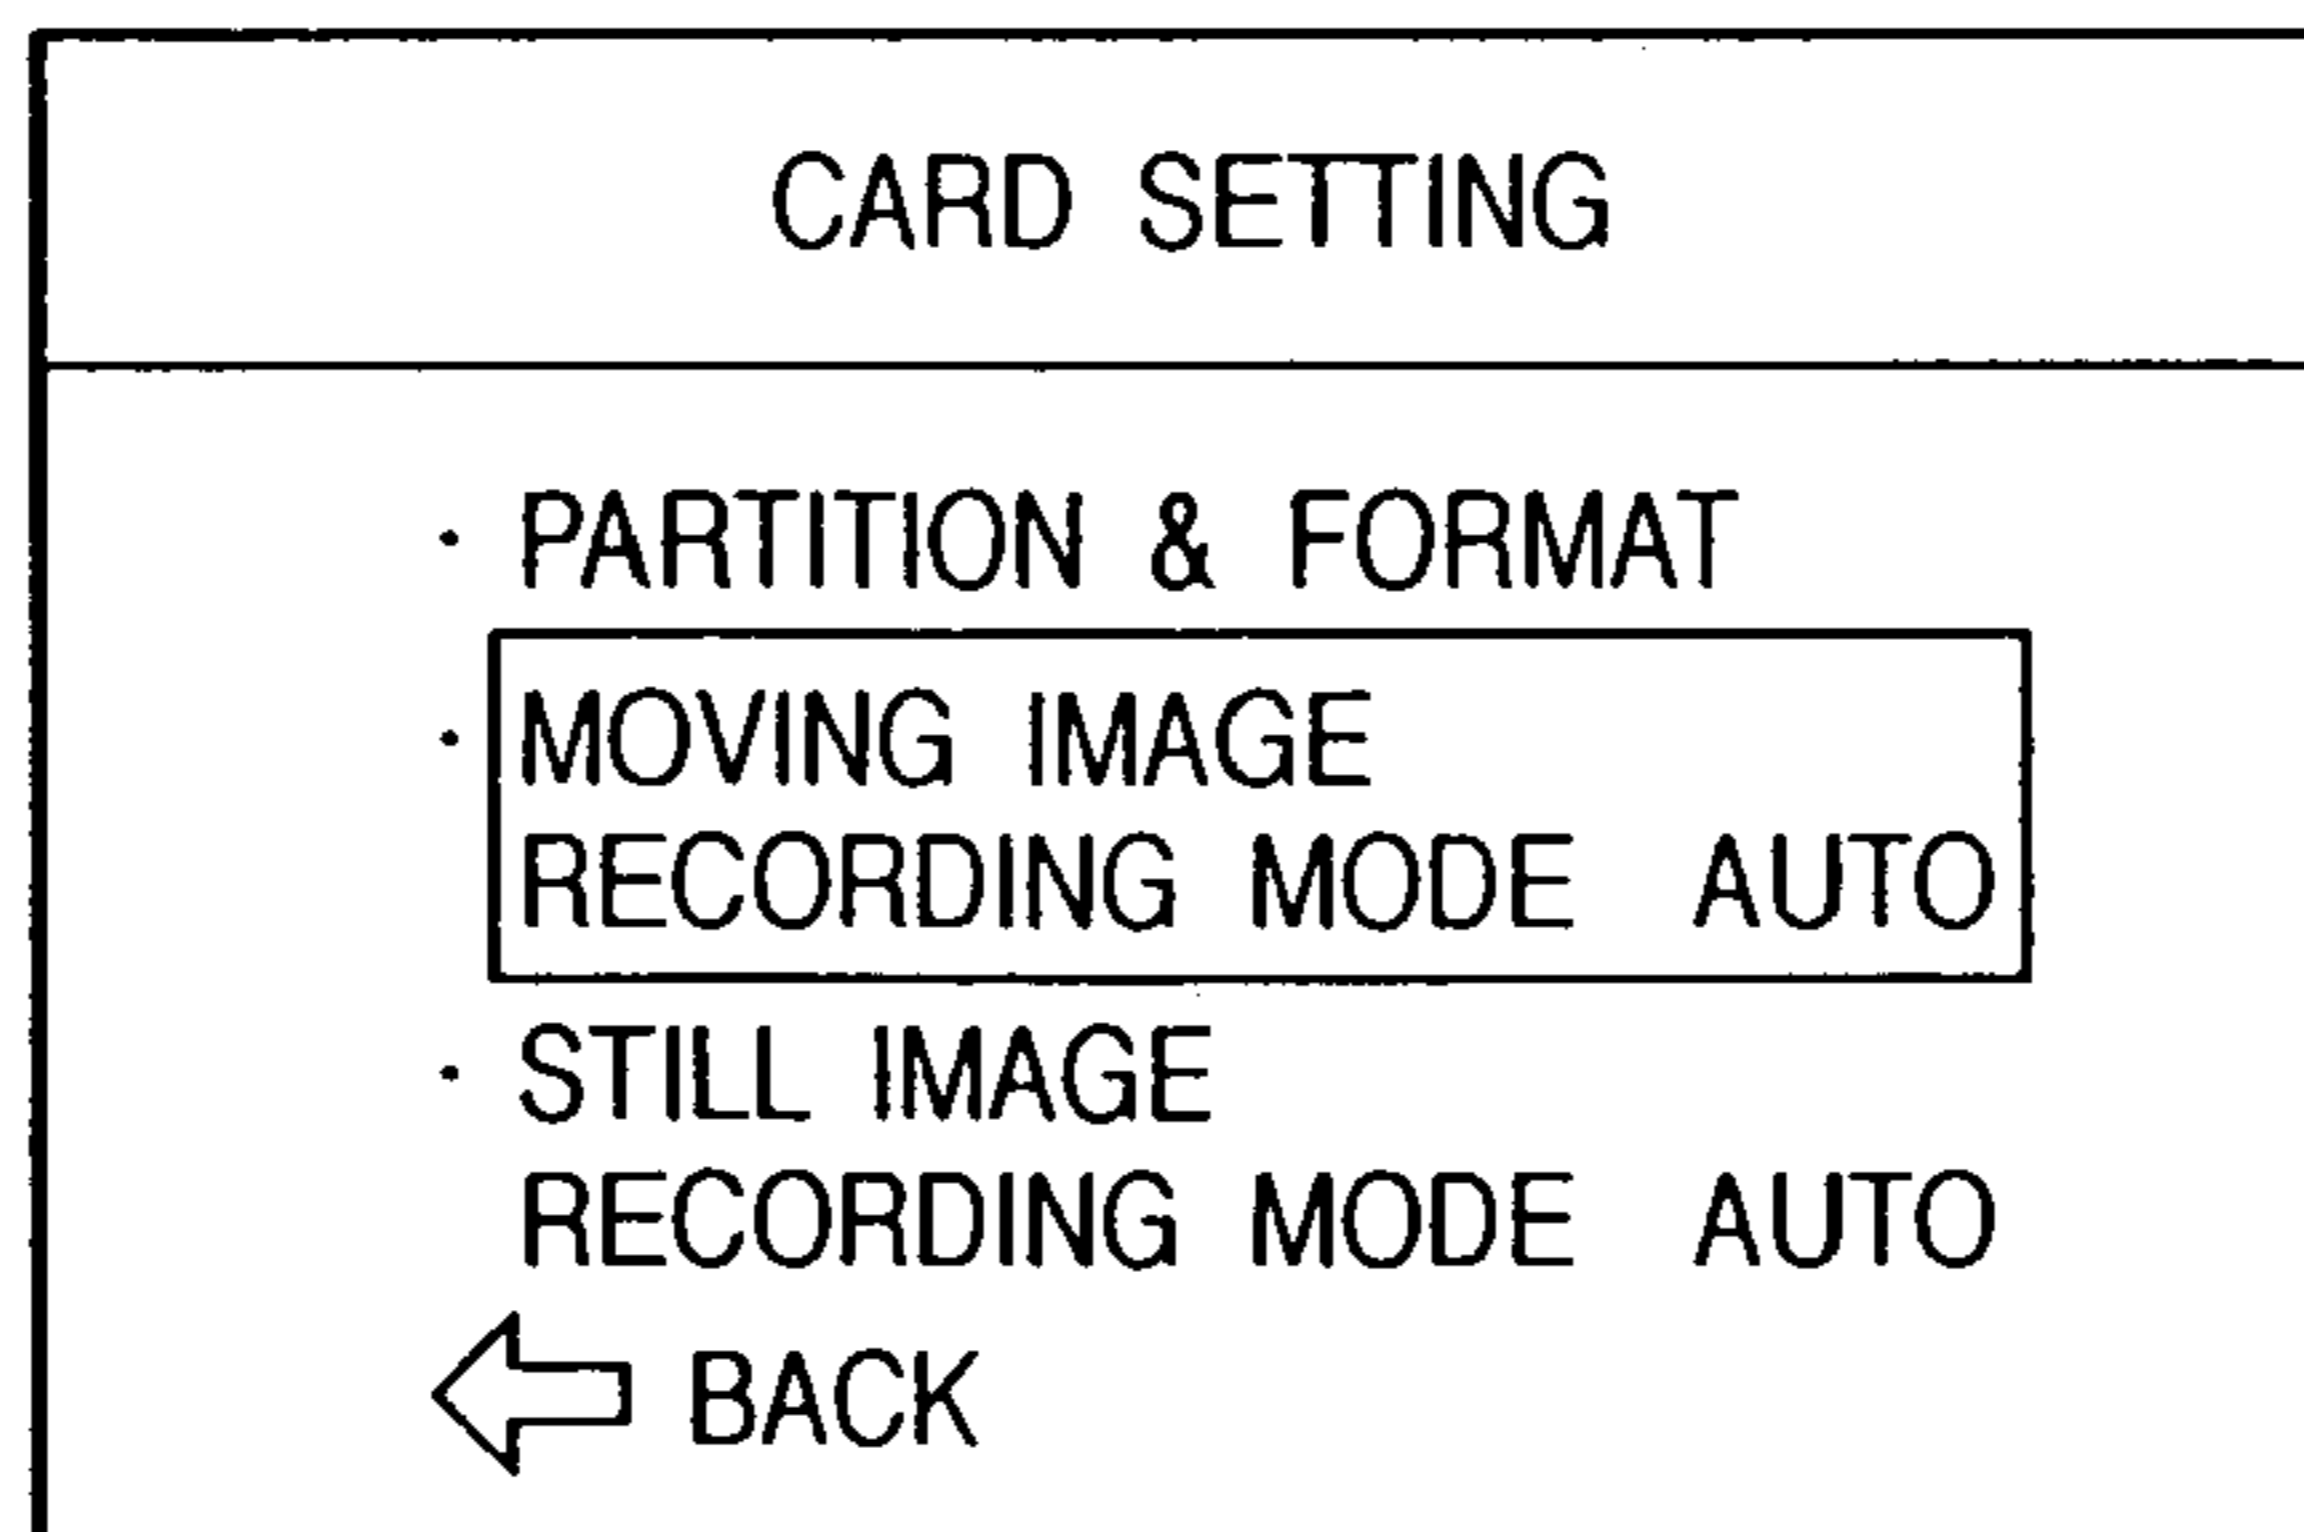 CARD SETTING
· PARTITION & FORMAT
· MOVING IMAGE
RECORDING MODE AUTO
· STILL IMAGE
RECORDING MODE AUTO
BACK